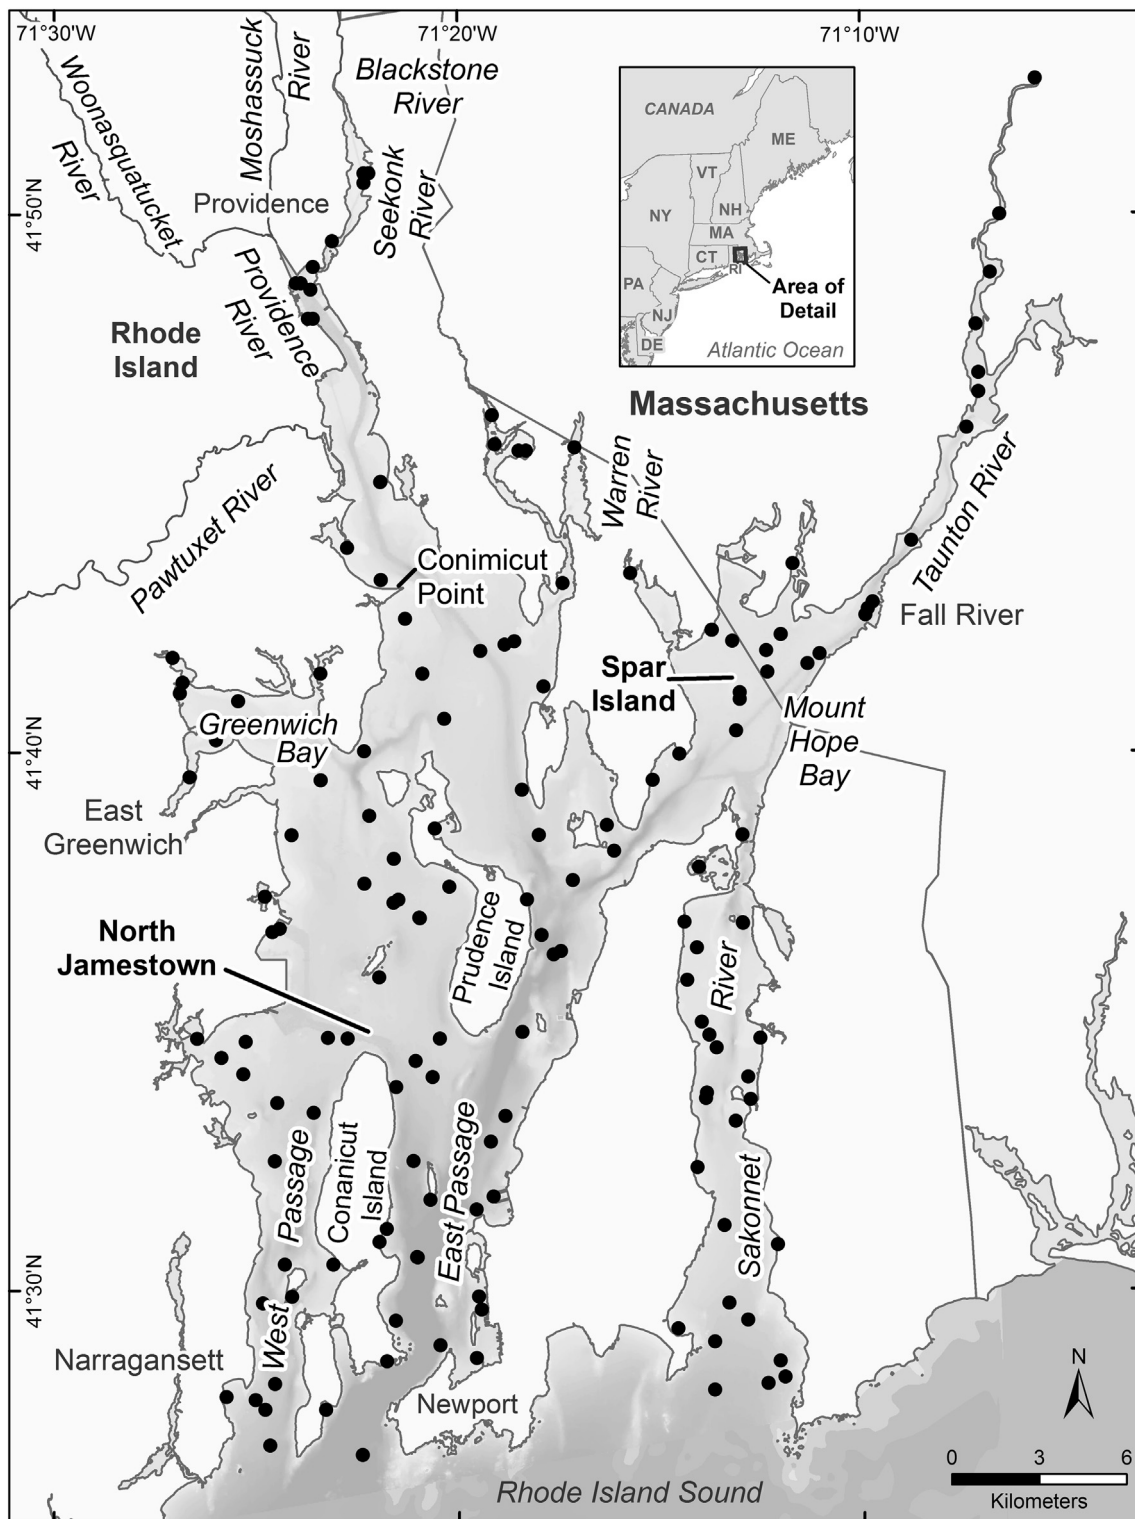 71°30'W
71°20'W
71°10'W
Woonasquatucket
River
Moshassuck
River
Blackstone
River
Seekonk
River
Providence
Providence
River
41°50'N
Rhode
Island
CANADA
ME
VT
NH
NY
MA
CT
RI
PA
NJ
DE
Area of
Detail
Atlantic Ocean
Massachusetts
Warren
River
Taunton River
Pawtuxet River
Conimicut
Point
Fall River
Spar
Island
Mount
Hope
Bay
Greenwich
Bay
41°40'N
East
Greenwich
Prudence
Island
North
Jamestown
River
Sakonnet
Passage
West
Conanicut
Island
East Passage
41°30'N
Narragansett
Newport
Rhode Island Sound
N
0 3 6
Kilometers